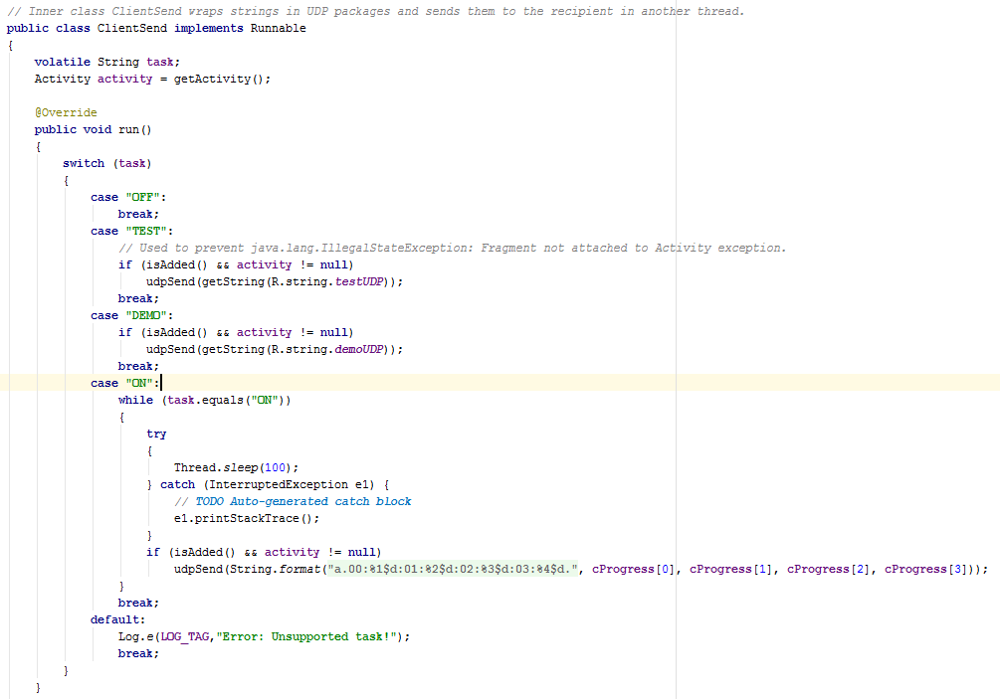 // Inner class ClientSend wraps strings in UDP packages and sends them to the recipient in another thread.
public class ClientSend implements Runnable
{
    volatile String task;
    Activity activity = getActivity();

    @Override
    public void run()
    {
        switch (task)
        {
            case "OFF":
                break;
            case "TEST":
                // Used to prevent java.lang.IllegalStateException: Fragment not attached to Activity exception.
                if (isAdded() && activity != null)
                    udpSend(getString(R.string.testUDP));
                break;
            case "DEMO":
                if (isAdded() && activity != null)
                    udpSend(getString(R.string.demoUDP));
                break;
            case "ON":
                while (task.equals("ON"))
                {
                    try
                    {
                        Thread.sleep(100);
                    } catch (InterruptedException e1) {
                        // TODO Auto-generated catch block
                        e1.printStackTrace();
                    }
                    if (isAdded() && activity != null)
                        udpSend(String.format("a.00:%1$d:01:%2$d:02:%3$d:03:%4$d.", cProgress[0], cProgress[1], cProgress[2], cProgress[3]));
                }
                break;
            default:
                Log.e(LOG_TAG,"Error: Unsupported task!");
                break;
        }
    }